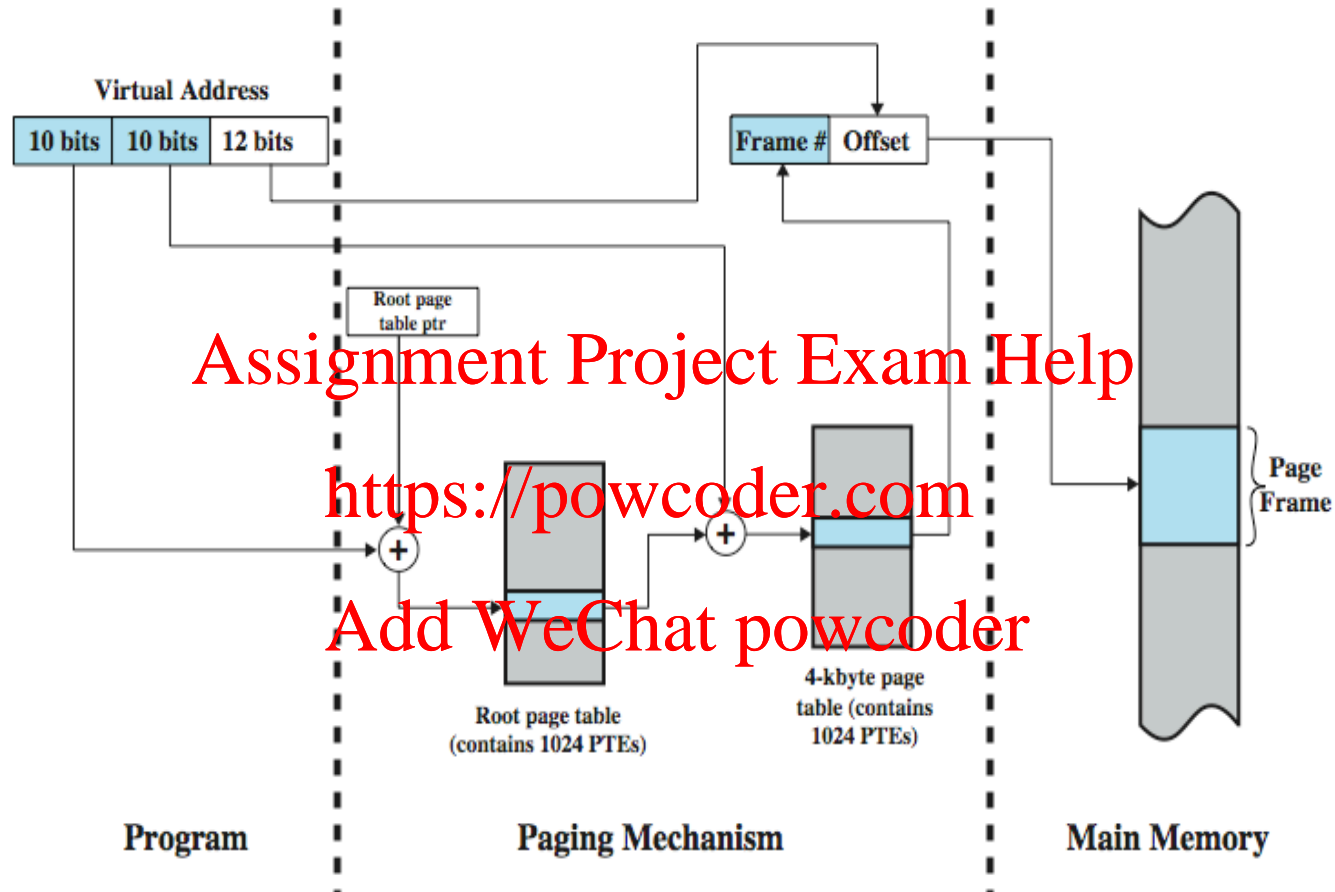 Virtual Address
10 bits 10 bits 12 bits
Frame # Offset
Root page
table ptr
Assignment Project Exam Help
https://powcoder.com
+
+
Page
Frame
Add WeChat powcoder
Root page table
(contains 1024 PTEs)
4-kbyte page
table (contains
1024 PTEs)
Program
Paging Mechanism
Main Memory